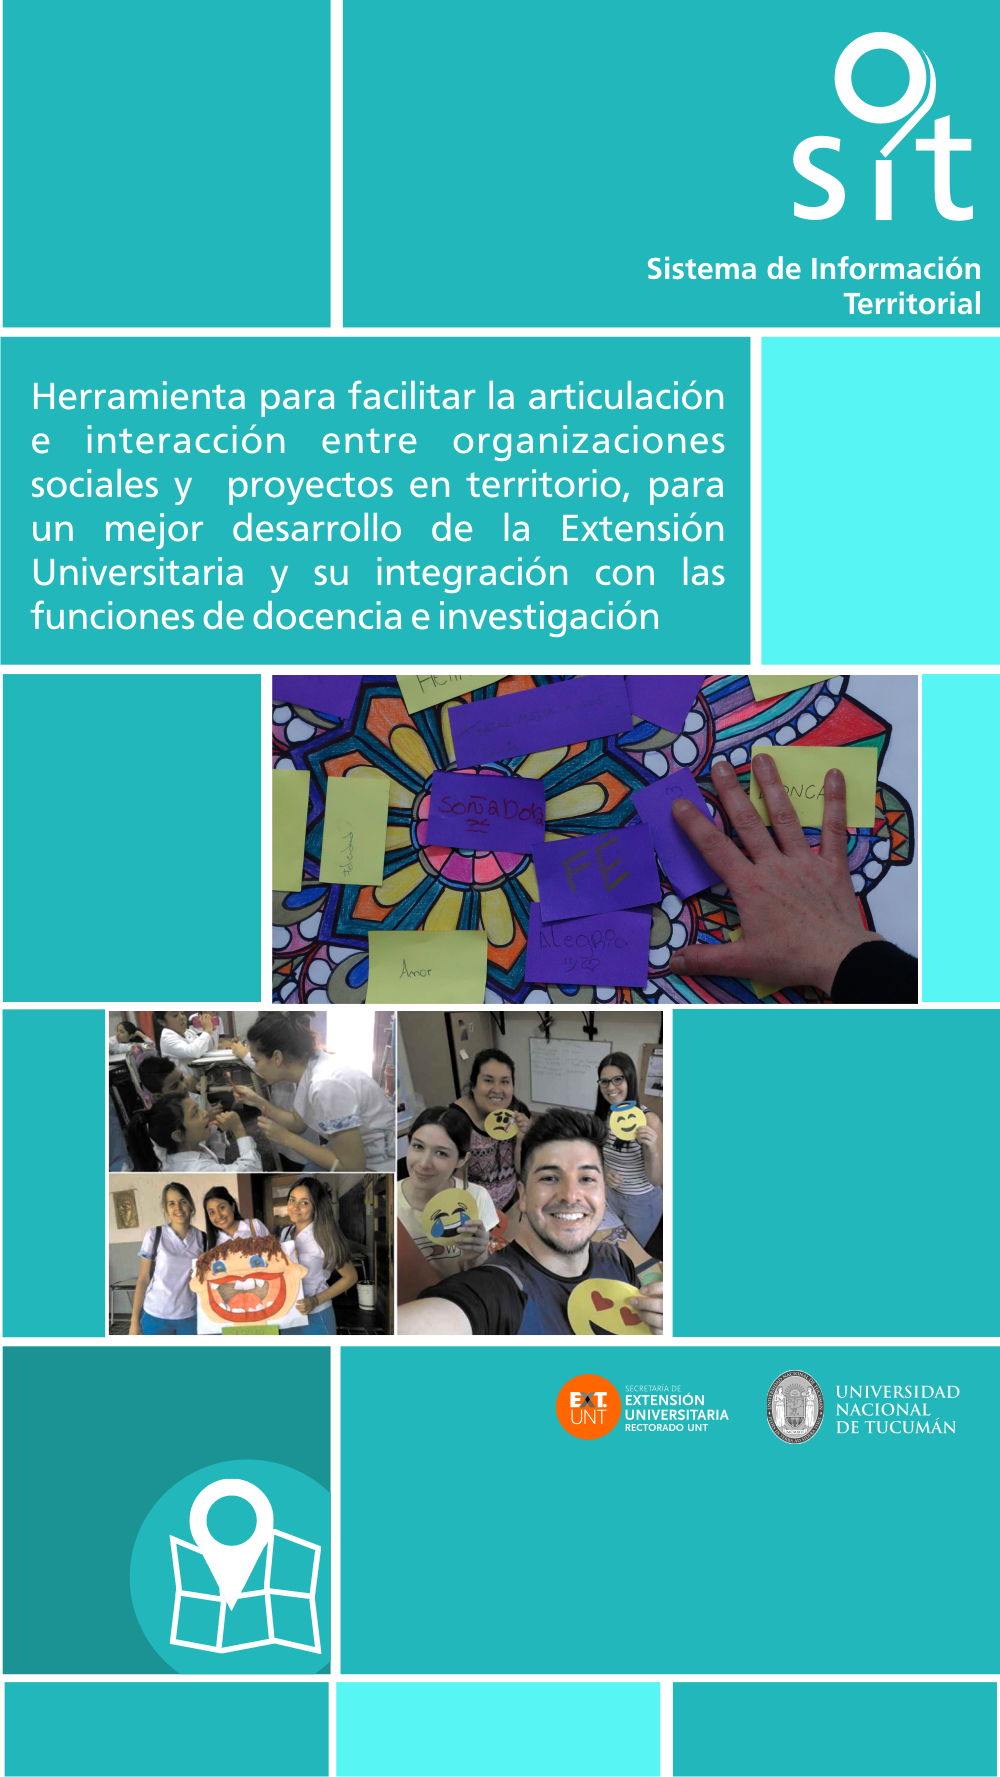 sit
Sistema de Información
Territorial
Herramienta para facilitar la articulación
e interacción entre organizaciones
sociales y proyectos en territorio, para
un mejor desarrollo de la Extensión
Universitaria y su integración con las
funciones de docencia e investigación
SoñaDora
FE
Alegría
Amor
EXT.
UNT
SECRETARÍA DE
EXTENSIÓN
UNIVERSITARIA
RECTORADO UNT
UNIVERSIDAD
NACIONAL
DE TUCUMÁN